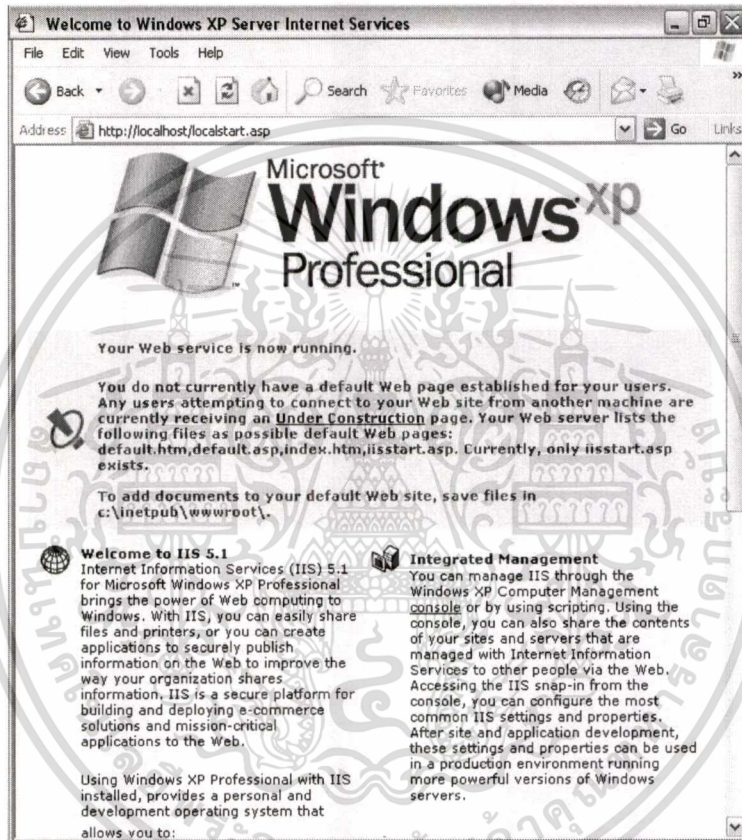 Welcome to Windows XP Server Internet Services
File Edit View Tools Help
Back Search Favorites Media
Address http://localhost/localstart.asp Go Links
Microsoft
Windows xp
Professional
Your Web service is now running.
You do not currently have a default Web page established for your users.
Any users attempting to connect to your Web site from another machine are
currently receiving an Under Construction page. Your Web server lists the
following files as possible default Web pages:
default.htm,default.asp,index.htm,iisstart.asp. Currently, only iisstart.asp
exists.
To add documents to your default Web site, save files in
c:\inetpub\wwwroot\.
Welcome to IIS 5.1
Internet Information Services (IIS) 5.1
for Microsoft Windows XP Professional
brings the power of Web computing to
Windows. With IIS, you can easily share
files and printers, or you can create
applications to securely publish
information on the Web to improve the
way your organization shares
information. IIS is a secure platform for
building and deploying e-commerce
solutions and mission-critical
applications to the Web.
Using Windows XP Professional with IIS
installed, provides a personal and
development operating system that
allows you to:
Integrated Management
You can manage IIS through the
Windows XP Computer Management
console or by using scripting. Using the
console, you can also share the contents
of your sites and servers that are
managed with Internet Information
Services to other people via the Web.
Accessing the IIS snap-in from the
console, you can configure the most
common IIS settings and properties.
After site and application development,
these settings and properties can be used
in a production environment running
more powerful versions of Windows
servers.